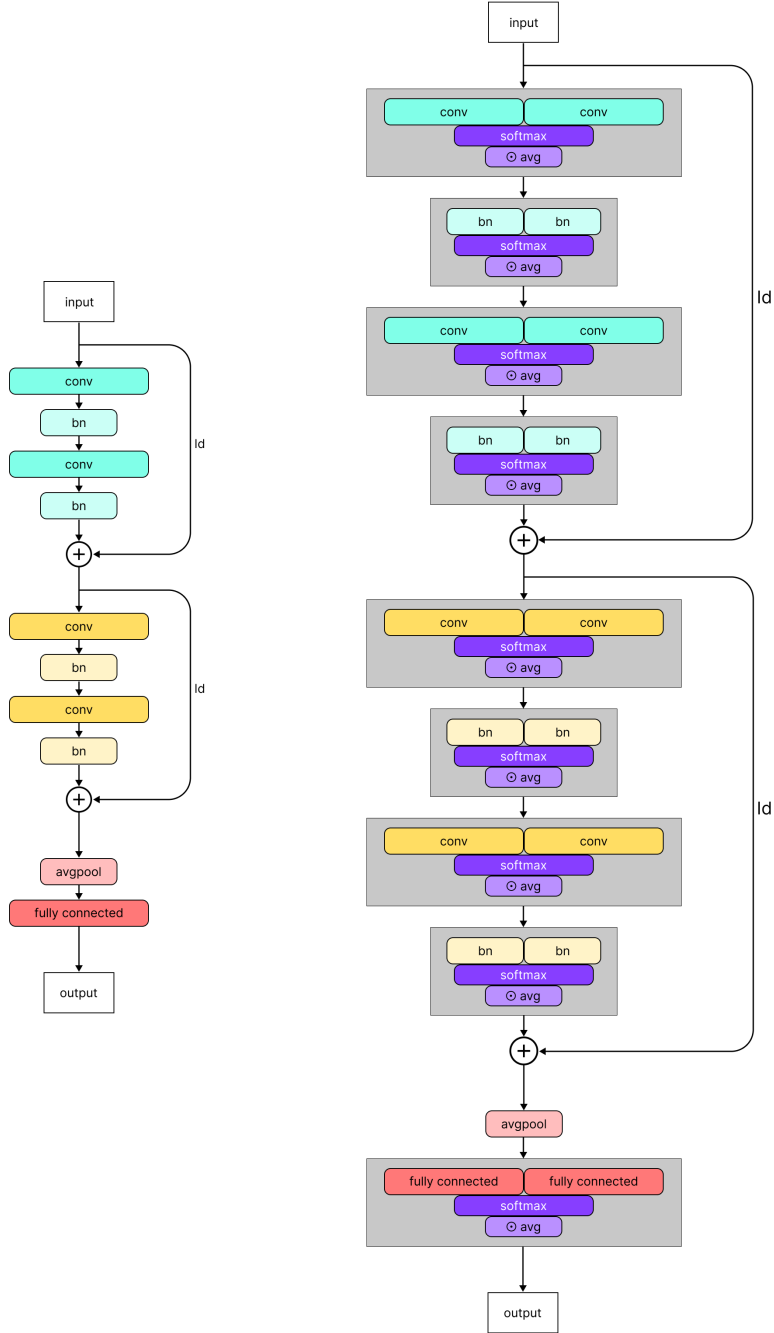 input
conv
bn
conv
bn
Id
+
conv
bn
conv
bn
Id
+
avgpool
fully connected
output
input
conv conv
softmax
⊙ avg
bn bn
softmax
⊙ avg
Id
conv conv
softmax
⊙ avg
bn bn
softmax
⊙ avg
+
conv conv
softmax
⊙ avg
bn bn
softmax
⊙ avg
Id
conv conv
softmax
⊙ avg
bn bn
softmax
⊙ avg
+
avgpool
fully connected fully connected
softmax
⊙ avg
output